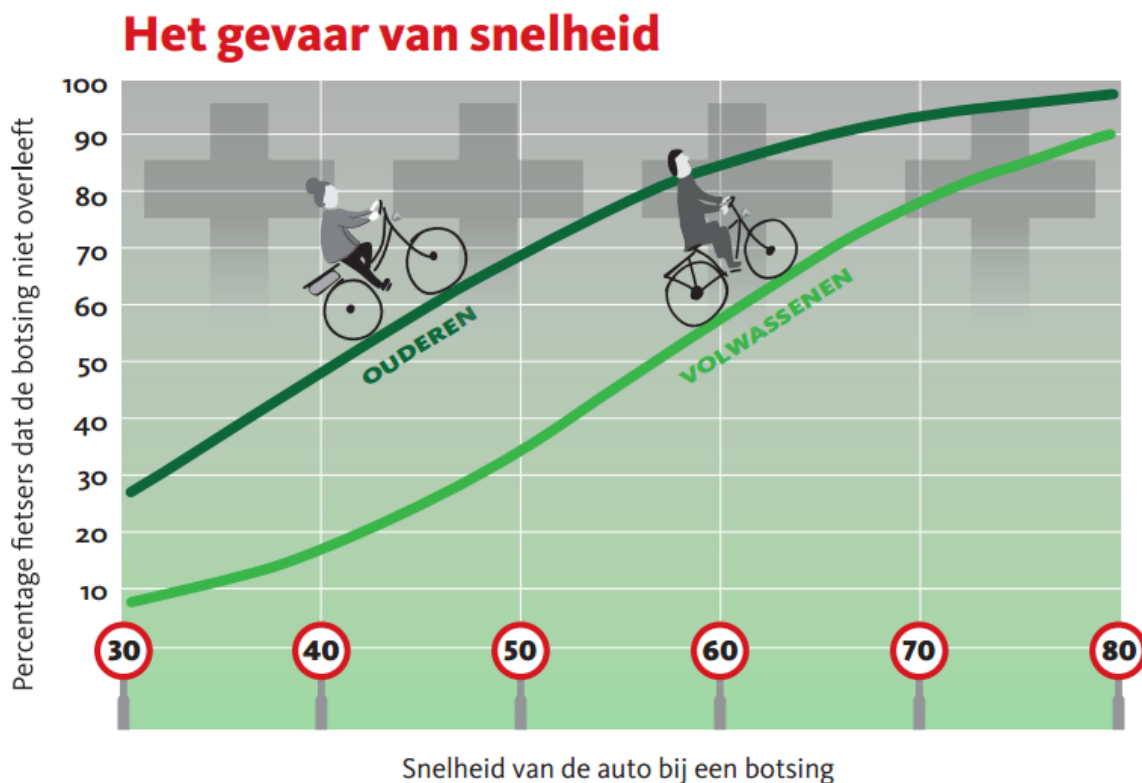 Het gevaar van snelheid
Percentage fietsers dat de botsing niet overleeft
100
90
80
70
60
50
40
30
20
10
OUDEREN
VOLWASSENEN
30 40 50 60 70 80
Snelheid van de auto bij een botsing